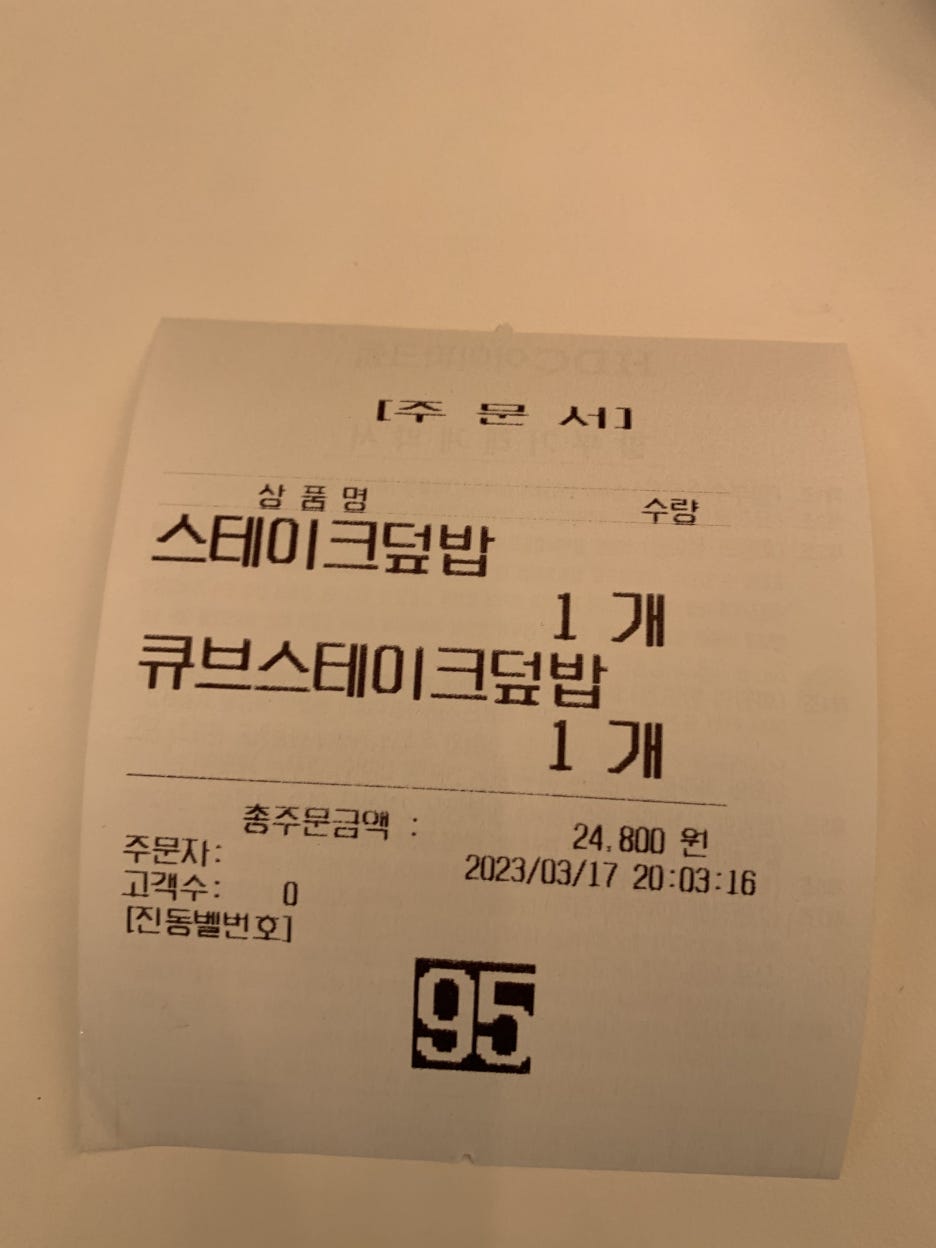 [주 문 서]
상 품 명 수량
스테이크덮밥
1 개
큐브스테이크덮밥
1 개
총주문금액 : 24,800 원
주문자: 2023/03/17 20:03:16
고객수: 0
[진동벨번호]
95